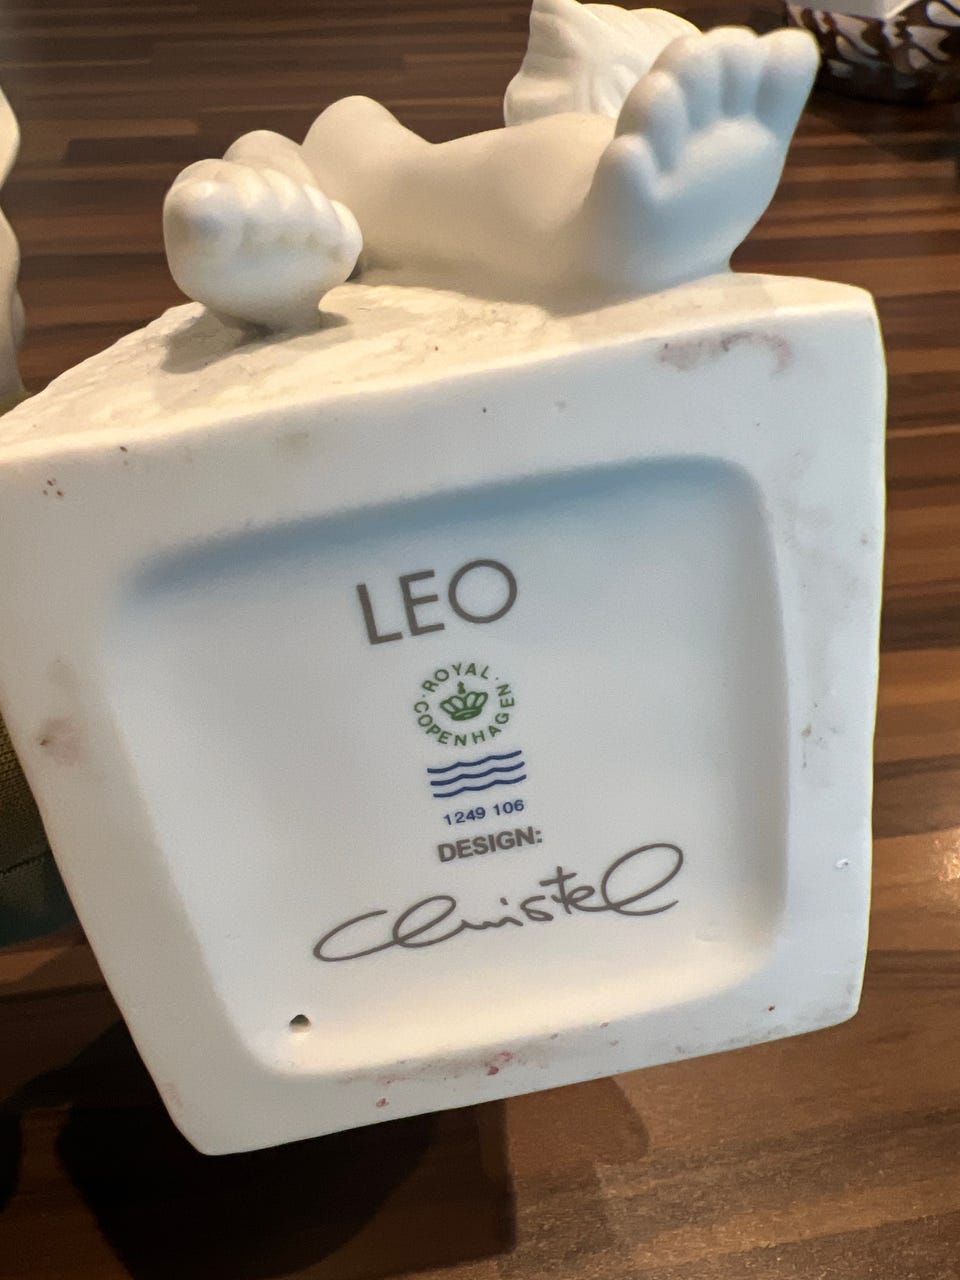 LEO
ROYAL COPENHAGEN
1249 106
DESIGN:
Christel